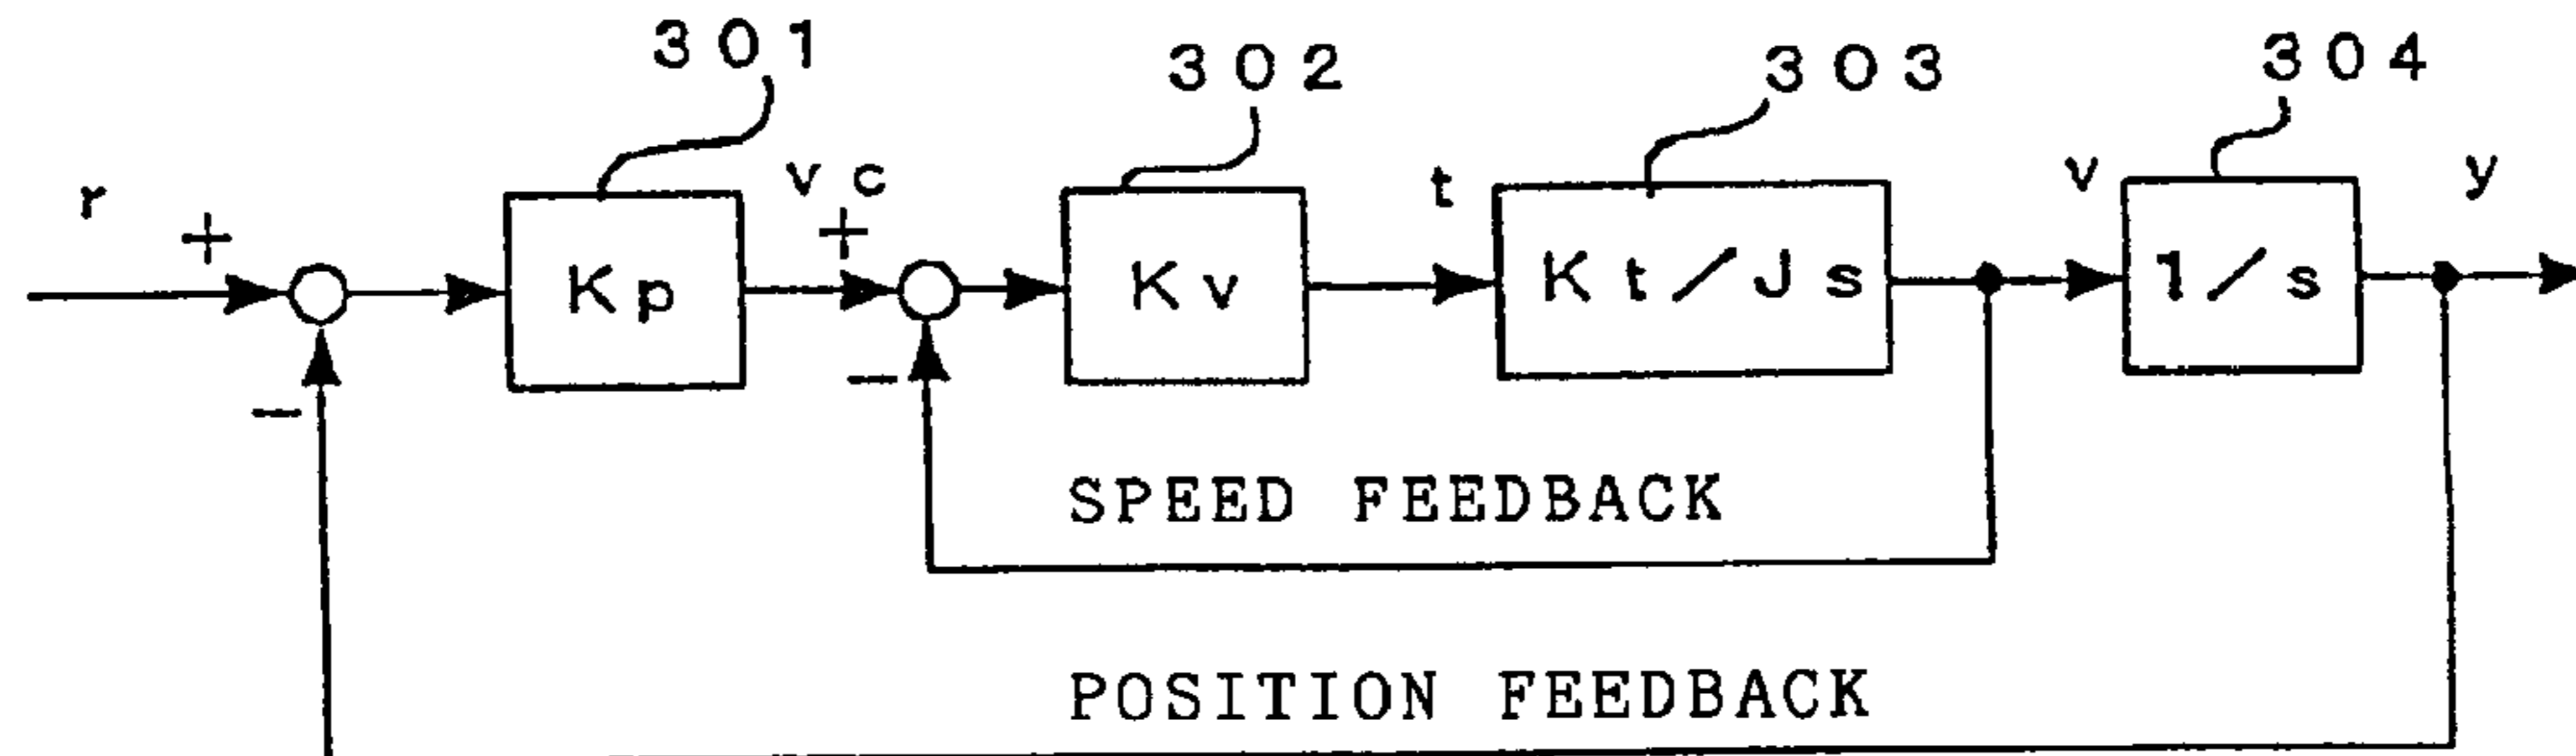 301
302
303
304
r
+
Kp
vc
+
Kv
t
Kt/Js
v
1/s
y
−
−
SPEED FEEDBACK
POSITION FEEDBACK